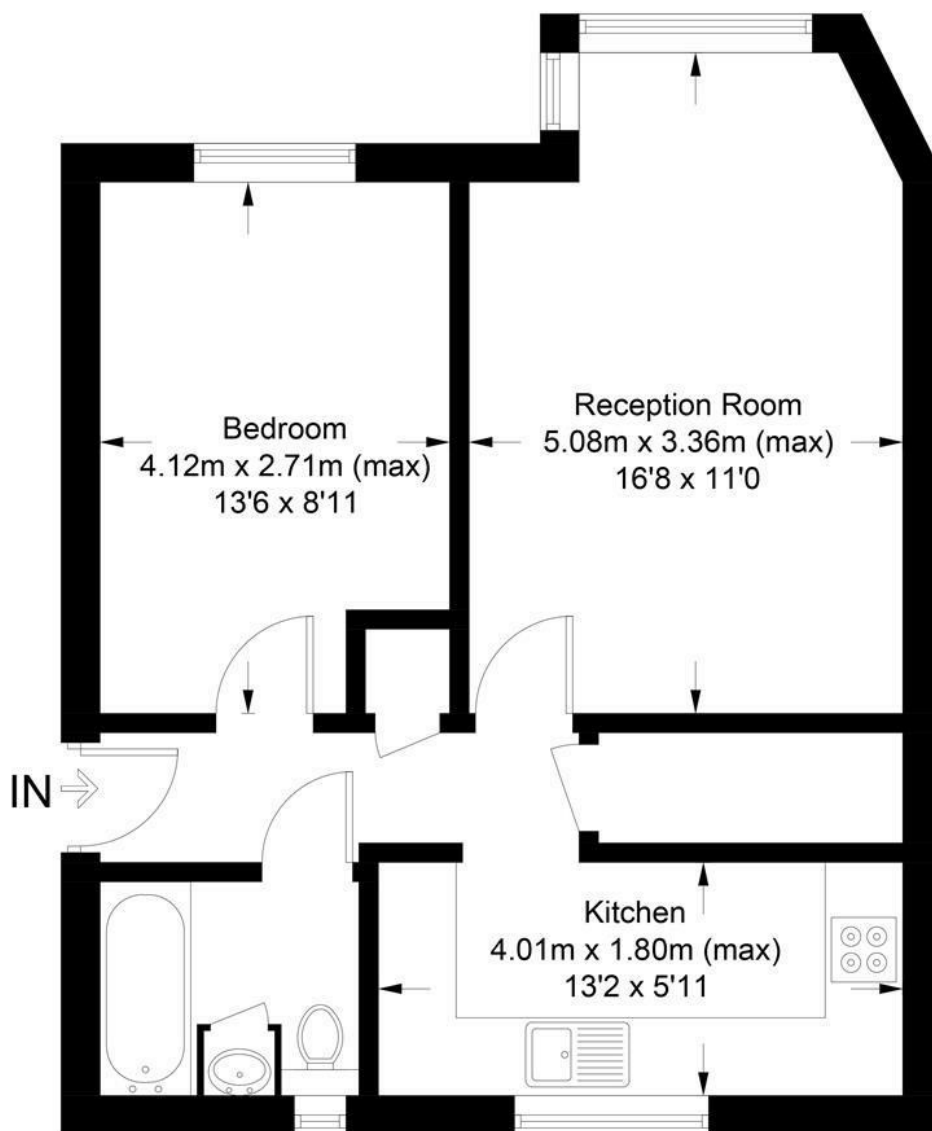 Reception Room
5.08m x 3.36m (max)
16'8 x 11'0
Bedroom
4.12m x 2.71m (max)
13'6 x 8'11
IN
Kitchen
4.01m x 1.80m (max)
13'2 x 5'11